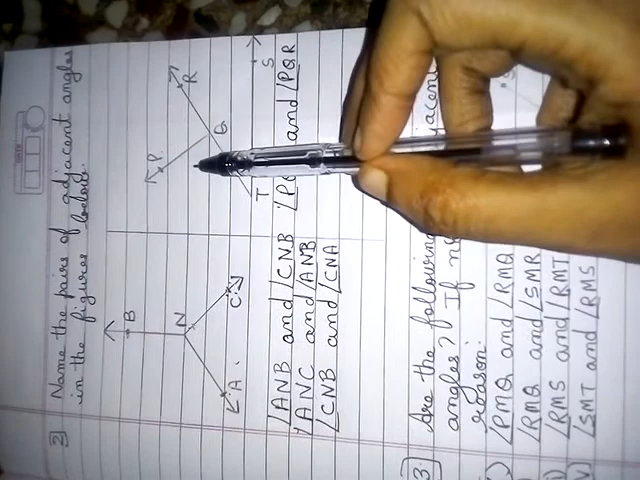 2 Name the pairs of adjacent angles
in the figures below.
B
N
A
C
P
R
Q
T
S
∠ANB and ∠CNB
∠ANC and ∠ANB
∠CNB and ∠CNA
and ∠PQR
3. Are the following
angles? If
reason.
∠PMQ and ∠RMQ
∠RMQ and ∠SMR
∠RMS and ∠RMT
∠SMT and ∠RMS